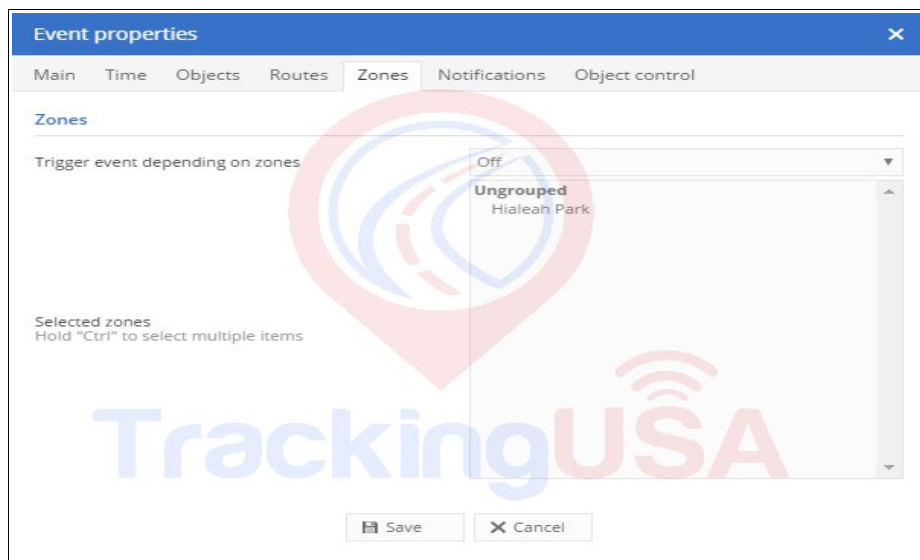 Event properties
Main Time Objects Routes Zones Notifications Object control
Zones
Trigger event depending on zones Off
Ungrouped
Hialeah Park
Selected zones
Hold "Ctrl" to select multiple items
TrackingUSA
Save Cancel